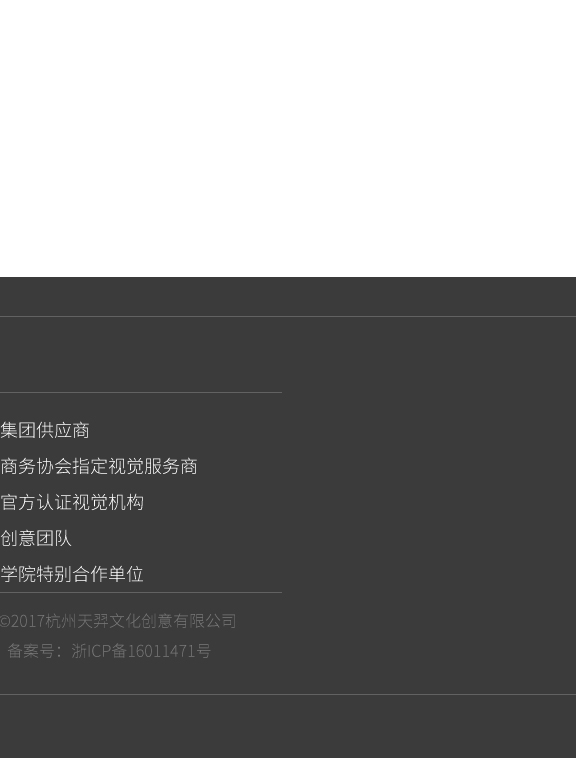 集团供应商
商务协会指定视觉服务商
官方认证视觉机构
创意团队
学院特别合作单位
©2017杭州天羿文化创意有限公司
备案号：浙ICP备16011471号